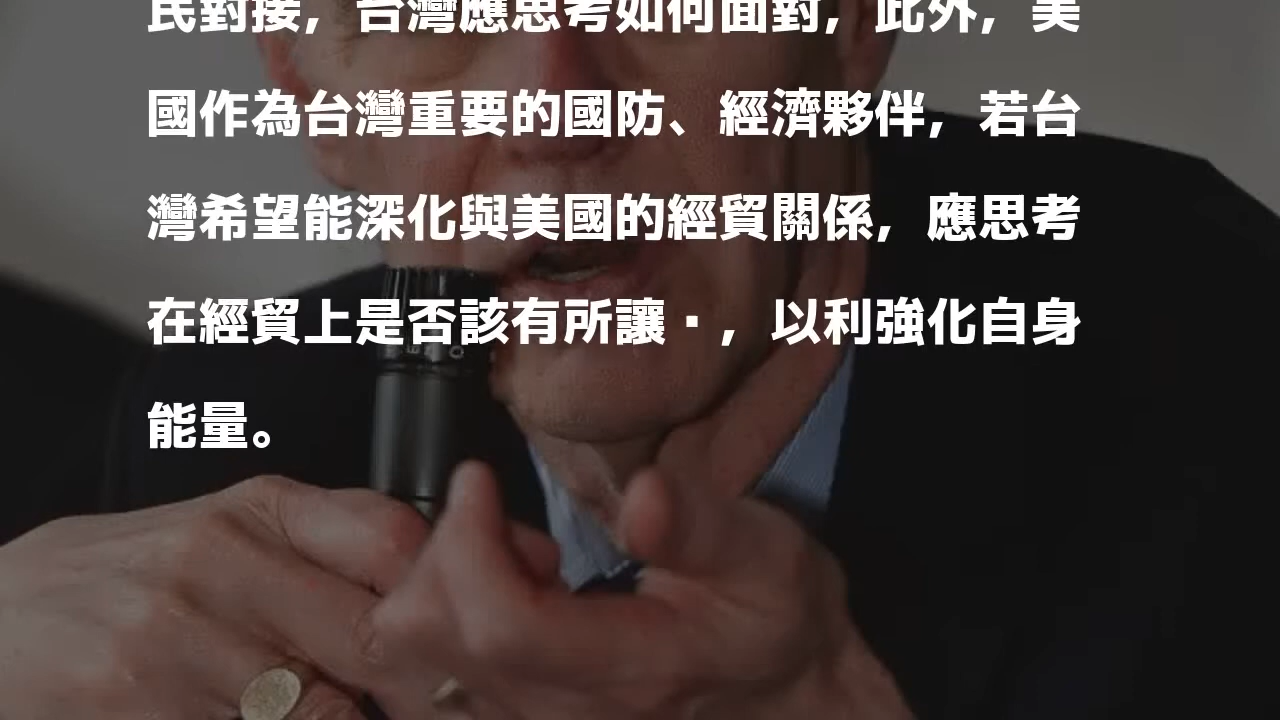 民對接，台灣應思考如何面對，此外，美
國作為台灣重要的國防、經濟夥伴，若台
灣希望能深化與美國的經貿關係，應思考
在經貿上是否該有所讓▪，以利強化自身
能量。